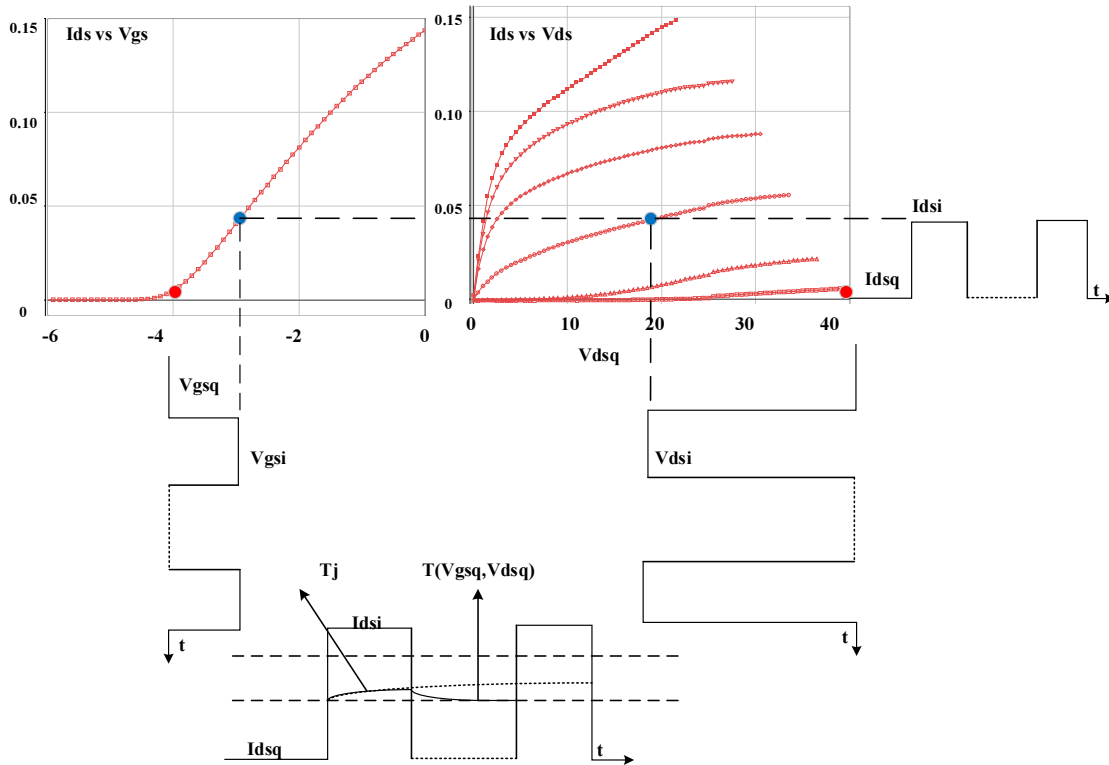 0.15
Ids vs Vgs
0.10
0.05
0
-6
-4
-2
0
0.15
Ids vs Vds
0.10
0.05
0
0
10
20
30
40
Vdsq
Idsi
Idsq
t
Vgsq
Vgsi
t
Vdsi
t
Tj
T(Vgsq,Vdsq)
Idsi
Idsq
t